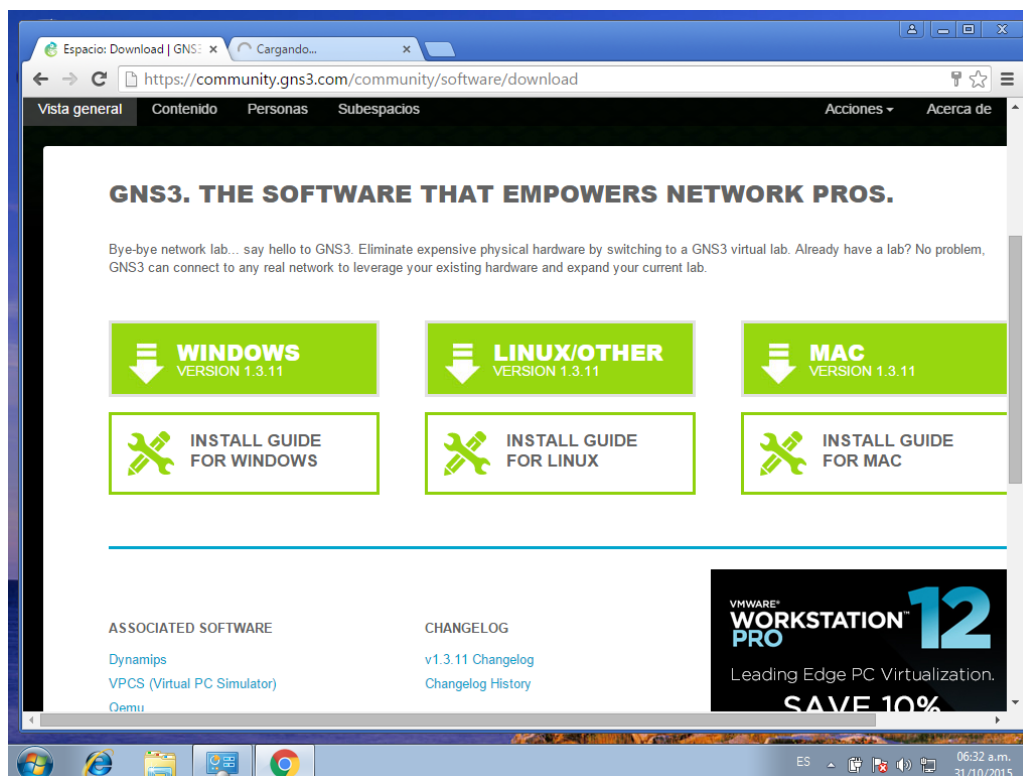 Espacio: Download | GNS3
Cargando...
https://community.gns3.com/community/software/download
Vista general Contenido Personas Subespacios Acciones Acerca de
GNS3. THE SOFTWARE THAT EMPOWERS NETWORK PROS.
Bye-bye network lab... say hello to GNS3. Eliminate expensive physical hardware by switching to a GNS3 virtual lab. Already have a lab? No problem,
GNS3 can connect to any real network to leverage your existing hardware and expand your current lab.
WINDOWS
VERSION 1.3.11
LINUX/OTHER
VERSION 1.3.11
MAC
VERSION 1.3.11
INSTALL GUIDE
FOR WINDOWS
INSTALL GUIDE
FOR LINUX
INSTALL GUIDE
FOR MAC
ASSOCIATED SOFTWARE
Dynamips
VPCS (Virtual PC Simulator)
Qemu
CHANGELOG
v1.3.11 Changelog
Changelog History
VMWARE®
WORKSTATION™ 12
PRO
Leading Edge PC Virtualization.
SAVE 10%
ES
06:32 a.m.
31/10/2015